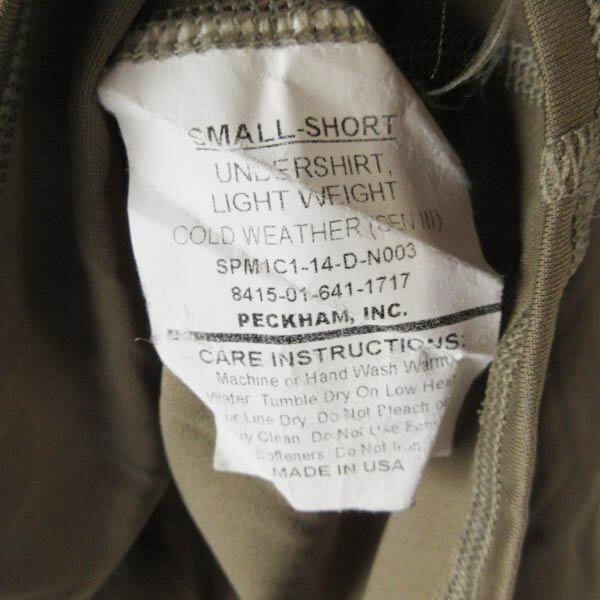 SMALL-SHORT
UNDERSHIRT,
LIGHT WEIGHT
COLD WEATHER (GEN III)
SPM1C1-14-D-N003
8415-01-641-1717
PECKHAM, INC.
CARE INSTRUCTIONS:
Machine or Hand Wash Warm
Water. Tumble Dry On Low Heat
or Line Dry. Do Not Bleach or
Clean. Do Not Use
Softeners. Do Not Iron.
MADE IN USA